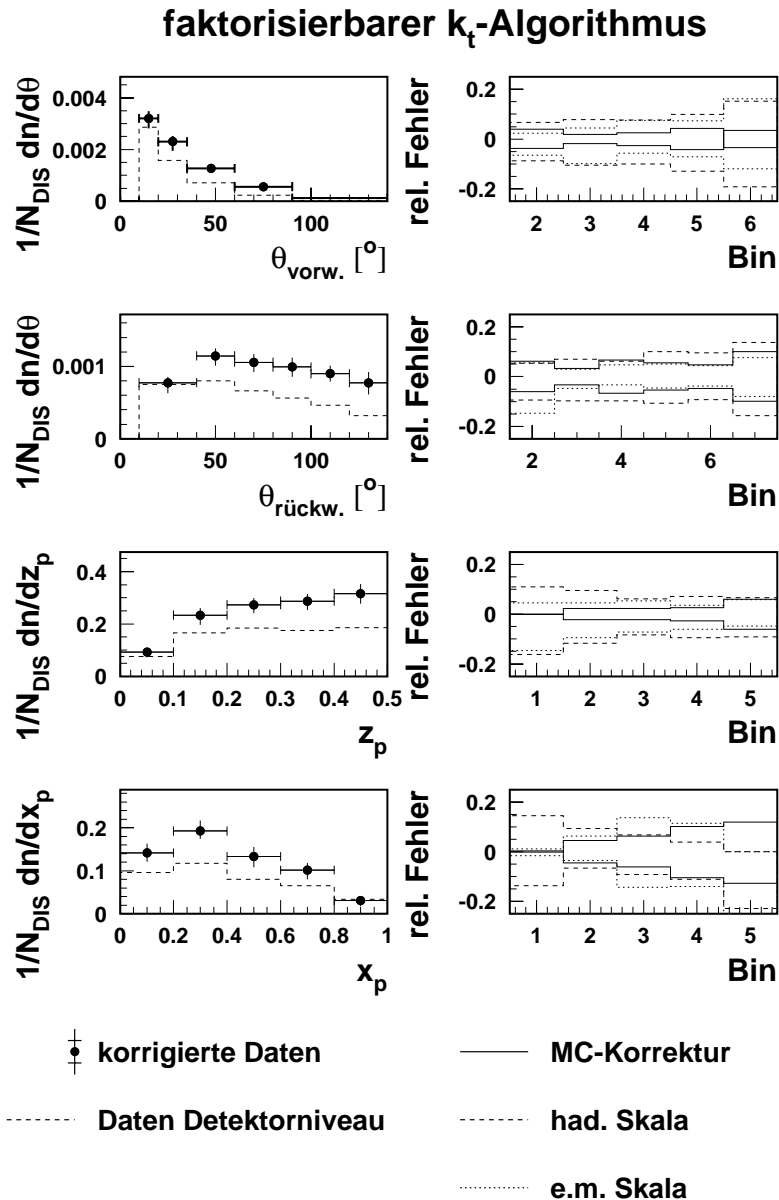 faktorisierbarer k_t-Algorithmus
1/N_DIS dn/dθ
0.004
0.002
0
0 50 100
θ_vorw. [°]
rel. Fehler
0.2
0
-0.2
2 3 4 5 6
Bin
1/N_DIS dn/dθ
0.001
0
0 50 100
θ_rückw. [°]
rel. Fehler
0.2
0
-0.2
2 4 6
Bin
1/N_DIS dn/dz_p
0.4
0.2
0
0 0.1 0.2 0.3 0.4 0.5
z_p
rel. Fehler
0.2
0
-0.2
1 2 3 4 5
Bin
1/N_DIS dn/dx_p
0.2
0.1
0
0 0.2 0.4 0.6 0.8 1
x_p
rel. Fehler
0.2
0
-0.2
1 2 3 4 5
Bin
korrigierte Daten
MC-Korrektur
Daten Detektorniveau
had. Skala
e.m. Skala